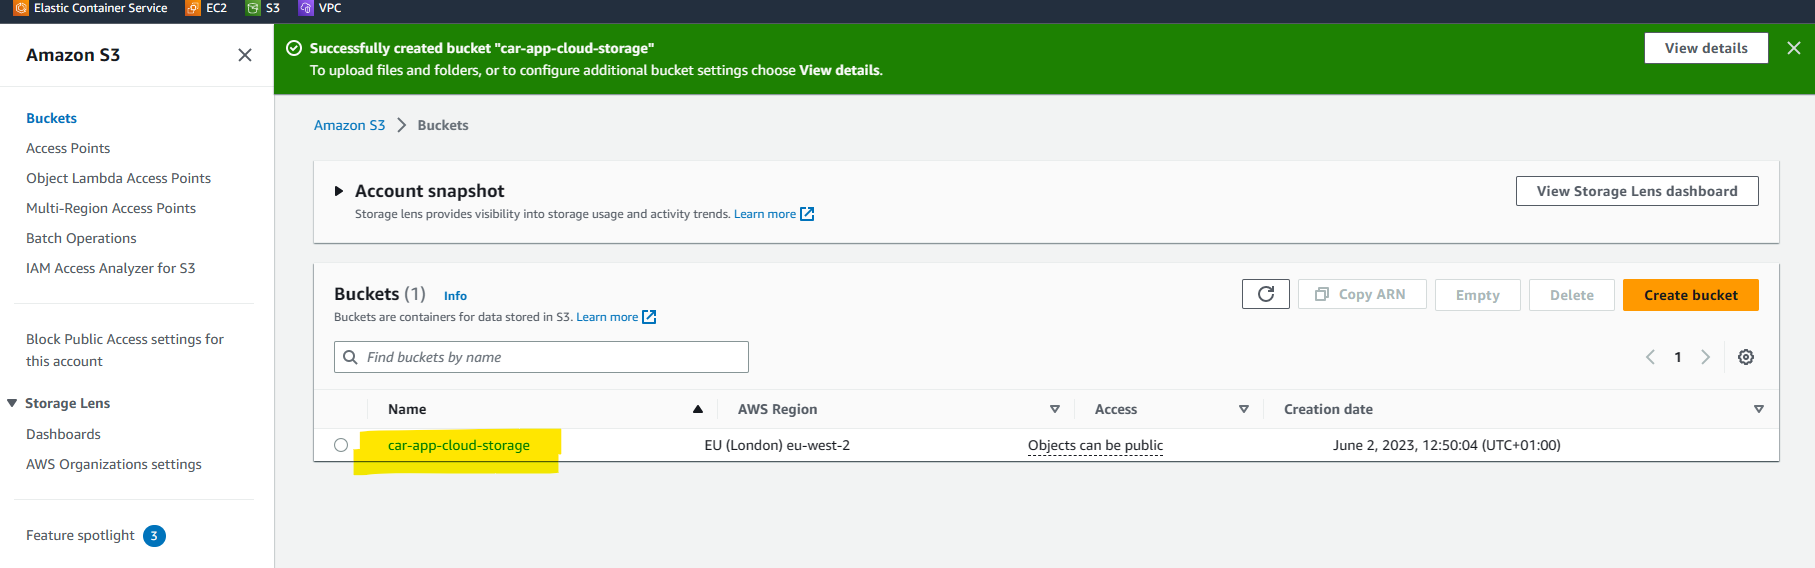 Elastic Container Service EC2 S3 VPC
Amazon S3
Buckets
Access Points
Object Lambda Access Points
Multi-Region Access Points
Batch Operations
IAM Access Analyzer for S3
Block Public Access settings for
this account
Storage Lens
Dashboards
AWS Organizations settings
Feature spotlight 3
Successfully created bucket "car-app-cloud-storage"
To upload files and folders, or to configure additional bucket settings choose View details.
View details
Amazon S3 > Buckets
Account snapshot
Storage lens provides visibility into storage usage and activity trends. Learn more
View Storage Lens dashboard
Buckets (1) Info
Buckets are containers for data stored in S3. Learn more
Copy ARN Empty Delete Create bucket
Find buckets by name
1
Name AWS Region Access Creation date
car-app-cloud-storage EU (London) eu-west-2 Objects can be public June 2, 2023, 12:50:04 (UTC+01:00)